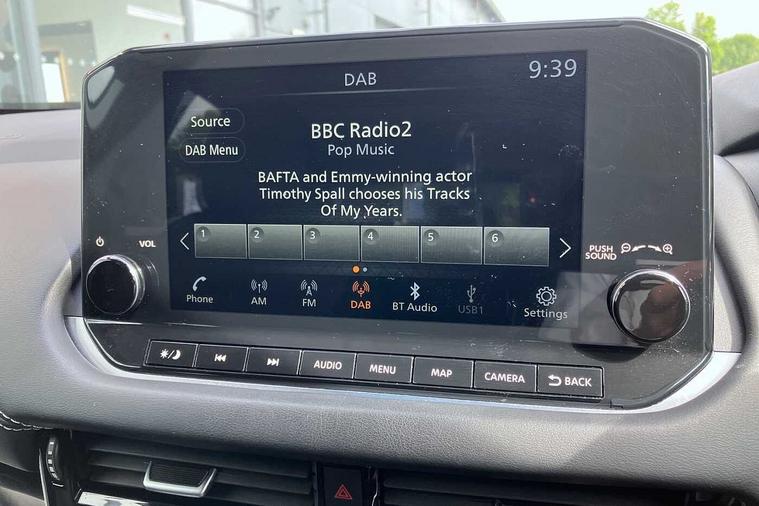 DAB
9:39
Source
DAB Menu
BBC Radio2
Pop Music
BAFTA and Emmy-winning actor
Timothy Spall chooses his Tracks
Of My Years.
1 2 3 4 5 6
VOL
PUSH
SOUND
Phone AM FM DAB BT Audio USB1 Settings
AUDIO MENU MAP CAMERA BACK